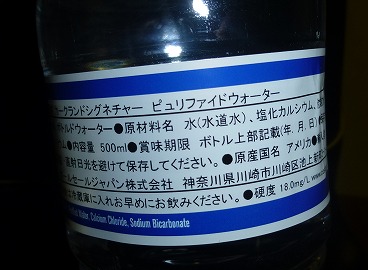 カークランドシグネチャー ピュリファイドウォーター
ボトルドウォーター●原材料名 水(水道水)、塩化カルシウム、
●内容量 500ml●賞味期限 ボトル上部記載(年.月.日)
直射日光を避けて保存してください。●原産国名 アメリカ●
セールジャパン株式会社 神奈川県川崎市川崎区池上新
冷蔵庫に入れお早めにお飲みください。●硬度 18.0mg/L
Water, Calcium Chloride, Sodium Bicarbonate